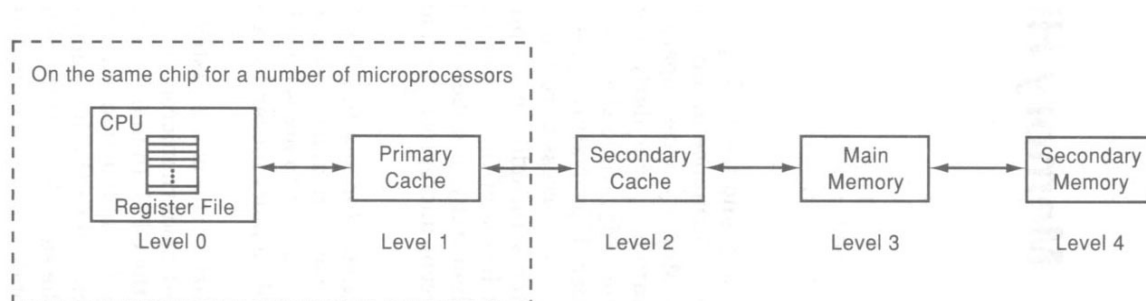 On the same chip for a number of microprocessors
CPU
Register File
Level 0
Primary
Cache
Level 1
Secondary
Cache
Level 2
Main
Memory
Level 3
Secondary
Memory
Level 4